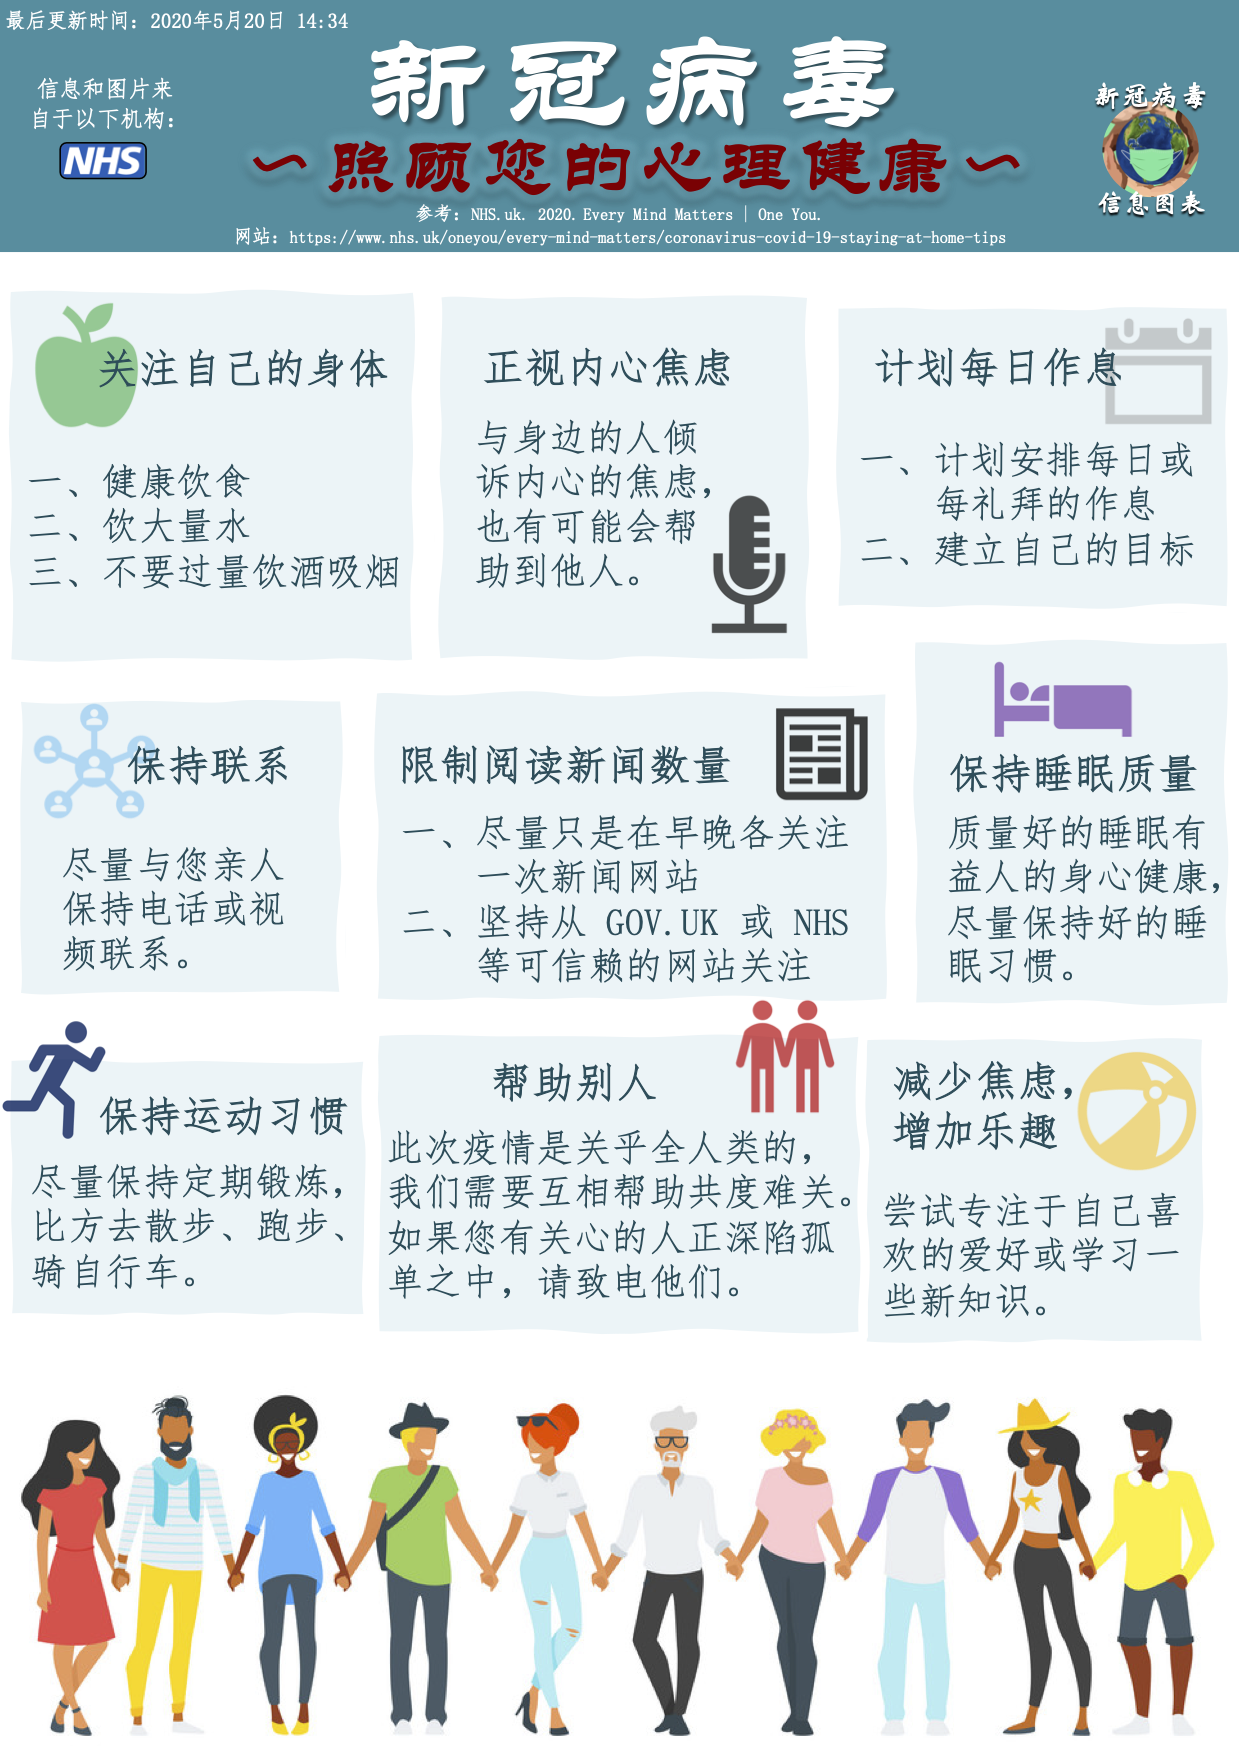 最后更新时间：2020年5月20日 14:34
信息和图片来
自于以下机构：
NHS
新冠病毒
～照顾您的心理健康～
参考：NHS.uk. 2020. Every Mind Matters | One You.
网站：https://www.nhs.uk/oneyou/every-mind-matters/coronavirus-covid-19-staying-at-home-tips
新冠病毒
信息图表
关注自己的身体
一、健康饮食
二、饮大量水
三、不要过量饮酒吸烟
正视内心焦虑
与身边的人倾
诉内心的焦虑，
也有可能会帮
助到他人。
计划每日作息
一、计划安排每日或
每礼拜的作息
二、建立自己的目标
保持联系
尽量与您亲人
保持电话或视
频联系。
限制阅读新闻数量
一、尽量只是在早晚各关注
一次新闻网站
二、坚持从 GOV.UK 或 NHS
等可信赖的网站关注
保持睡眠质量
质量好的睡眠有
益人的身心健康，
尽量保持好的睡
眠习惯。
保持运动习惯
尽量保持定期锻炼，
比方去散步、跑步、
骑自行车。
帮助别人
此次疫情是关乎全人类的，
我们需要互相帮助共度难关。
如果您有关心的人正深陷孤
单之中，请致电他们。
减少焦虑，
增加乐趣
尝试专注于自己喜
欢的爱好或学习一
些新知识。